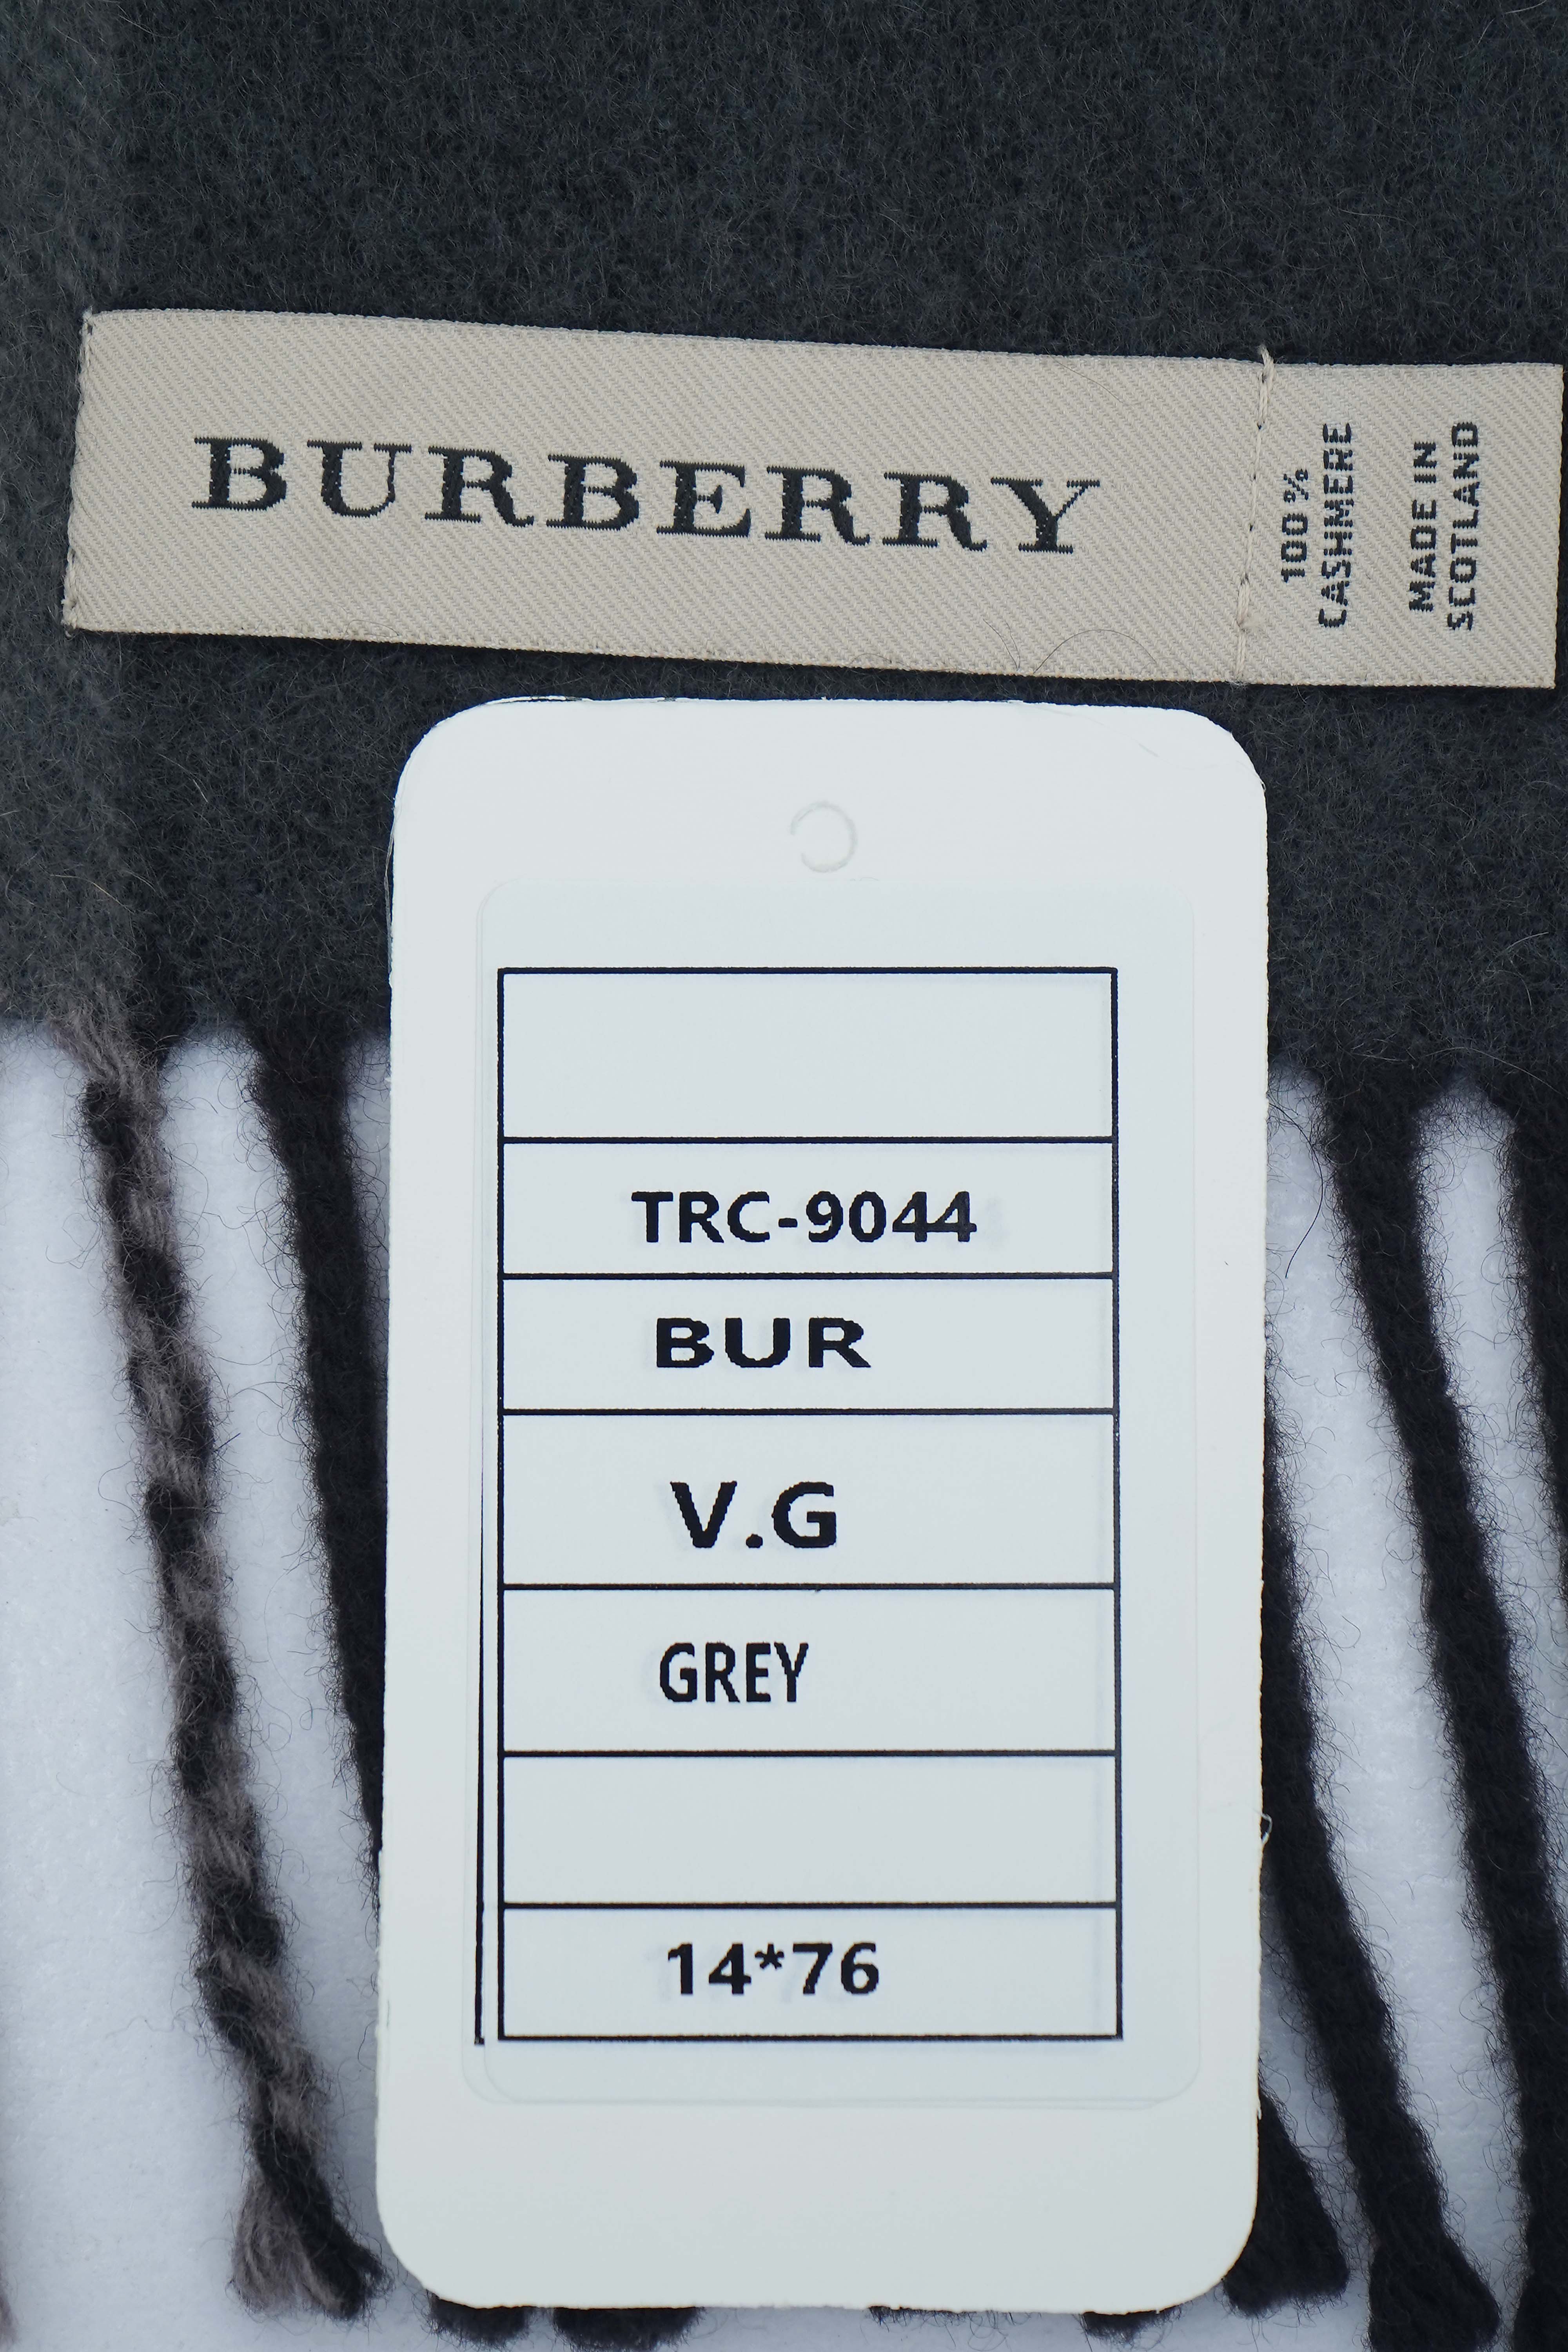 BURBERRY
100%
CASHMERE
MADE IN
SCOTLAND
TRC-9044
BUR
V.G
GREY
14*76